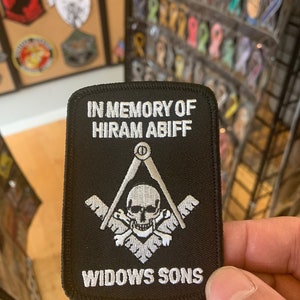 IN MEMORY OF
HIRAM ABIFF
WIDOWS SONS